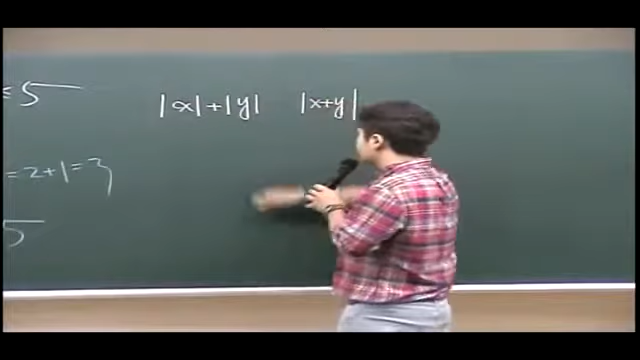 ≤ 5
|x|+|y| |x+y|
=2+1=3
5